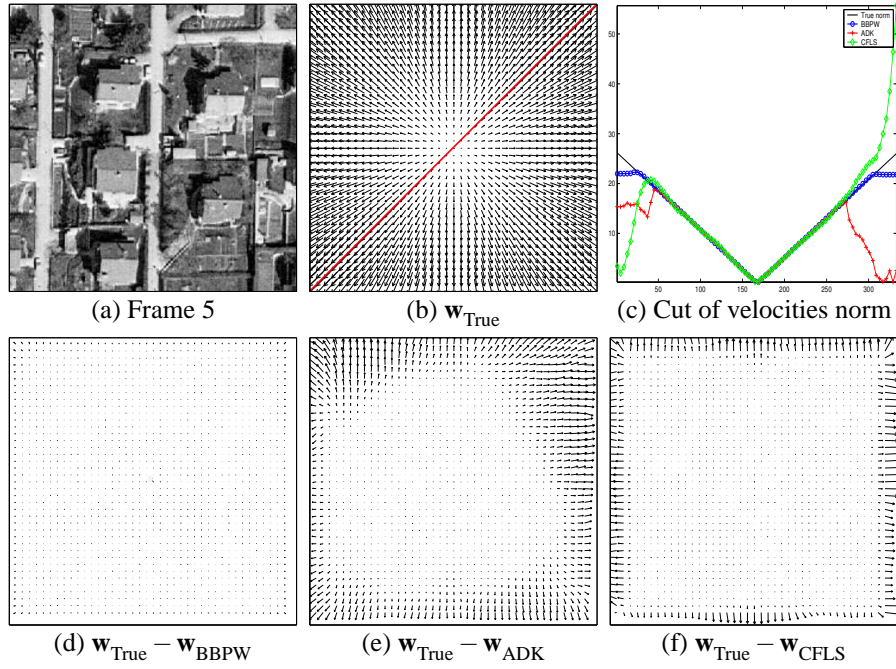 True norm
BBPW
ADK
CFLS
50
40
30
20
10
50 100 150 200 250 300
(a) Frame 5
(b) w_True
(c) Cut of velocities norm
(d) w_True − w_BBPW
(e) w_True − w_ADK
(f) w_True − w_CFLS